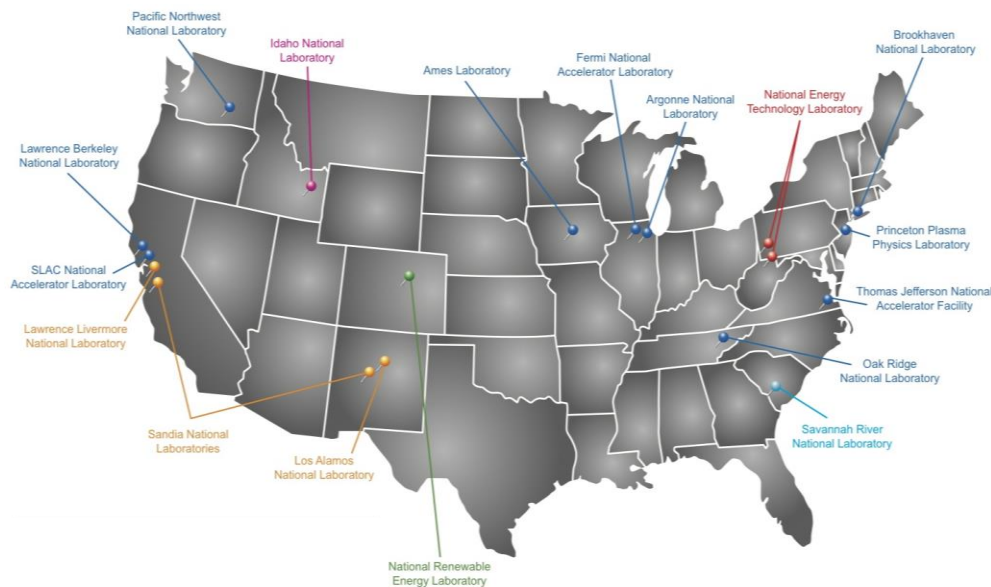 Pacific Northwest
National Laboratory
Idaho National
Laboratory
Ames Laboratory
Fermi National
Accelerator Laboratory
Argonne National
Laboratory
National Energy
Technology Laboratory
Brookhaven
National Laboratory
Lawrence Berkeley
National Laboratory
SLAC National
Accelerator Laboratory
Lawrence Livermore
National Laboratory
Sandia National
Laboratories
Los Alamos
National Laboratory
National Renewable
Energy Laboratory
Princeton Plasma
Physics Laboratory
Thomas Jefferson National
Accelerator Facility
Oak Ridge
National Laboratory
Savannah River
National Laboratory